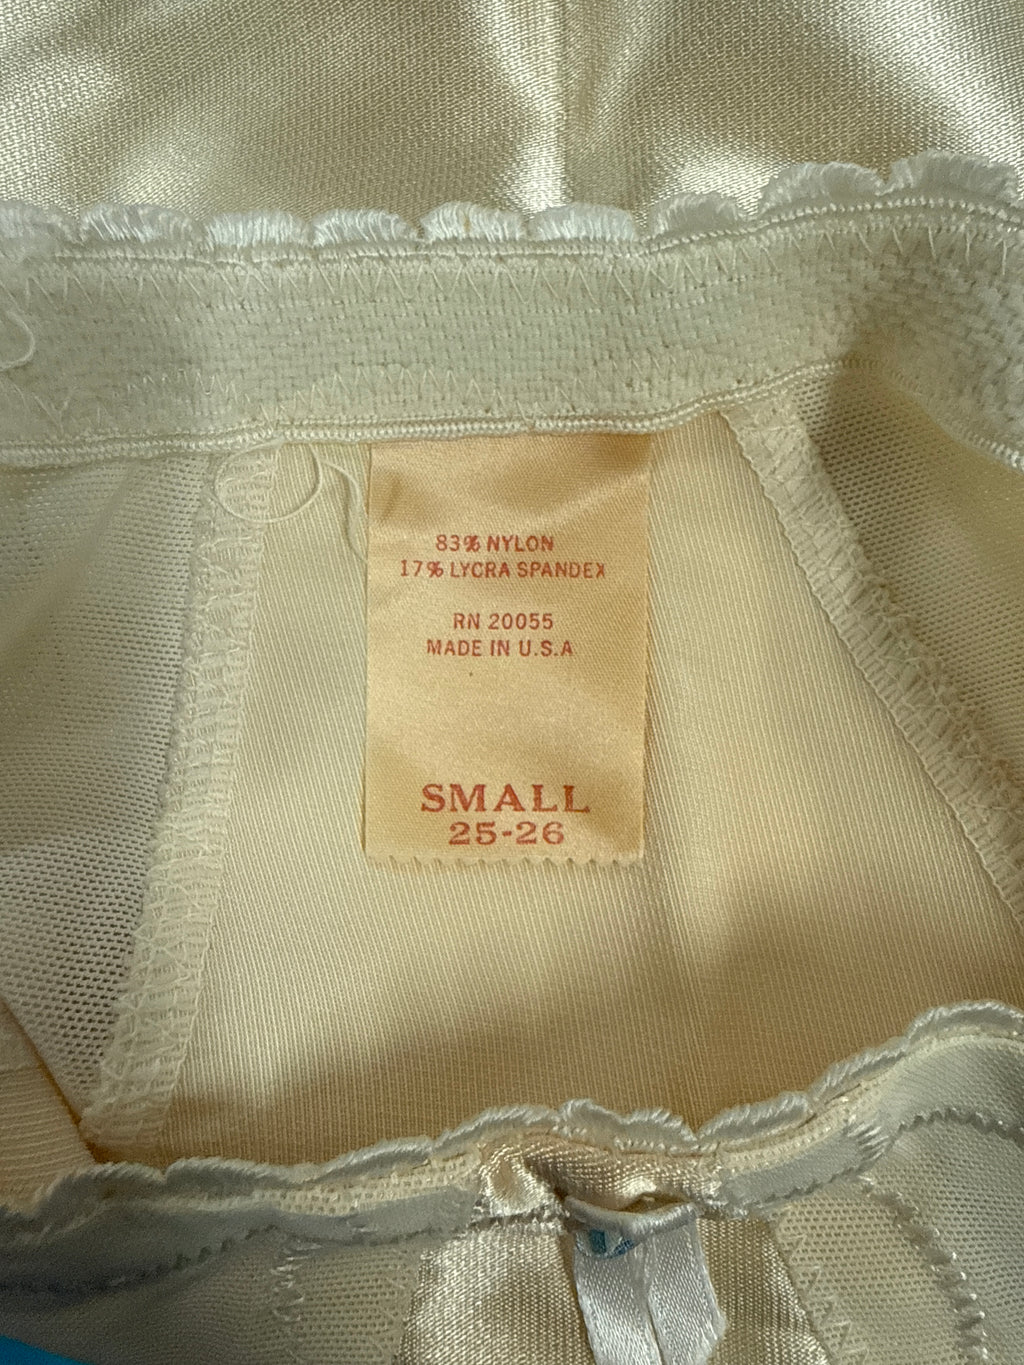 83% NYLON
17% LYCRA SPANDEX
RN 20055
MADE IN U.S.A
SMALL
25-26